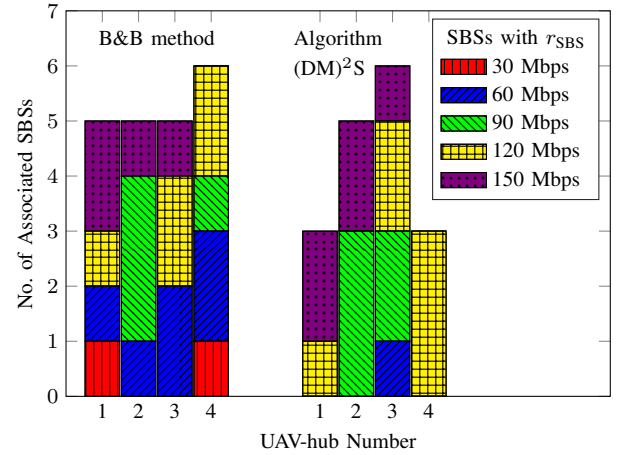 7
6
5
4
3
2
1
0
No. of Associated SBSs
B&B method
Algorithm
(DM)²S
SBSs with r_SBS
30 Mbps
60 Mbps
90 Mbps
120 Mbps
150 Mbps
1 2 3 4 1 2 3 4
UAV-hub Number